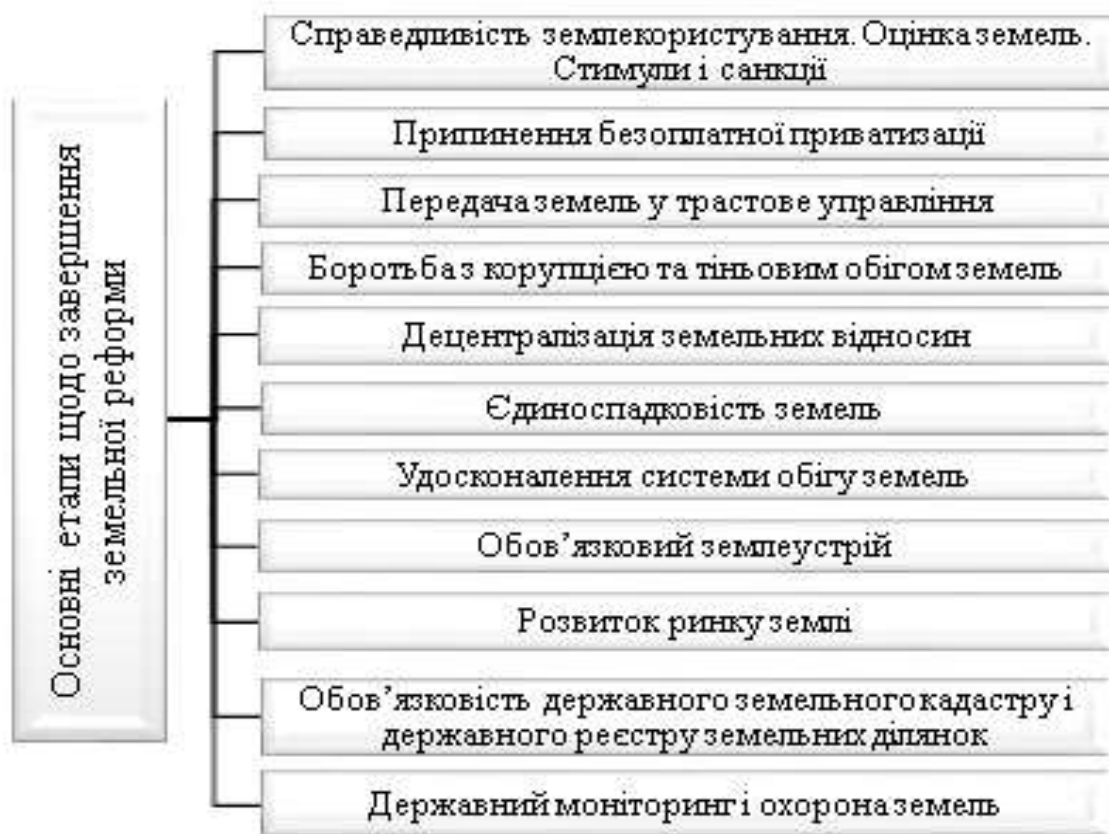 Основні етапи щодо завершення
земельної реформи
Справедливість землекористування. Оцінка земель.
Стимули і санкції
Припинення безоплатної приватизації
Передача земель у трастове управління
Боротьба з корупцією та тіньовим обігом земель
Децентралізація земельних відносин
Єдиноспадковість земель
Удосконалення системи обігу земель
Обов’язковий землеустрій
Розвиток ринку землі
Обов’язковість державного земельного кадастру і
державного реєстру земельних ділянок
Державний моніторинг і охорона земель